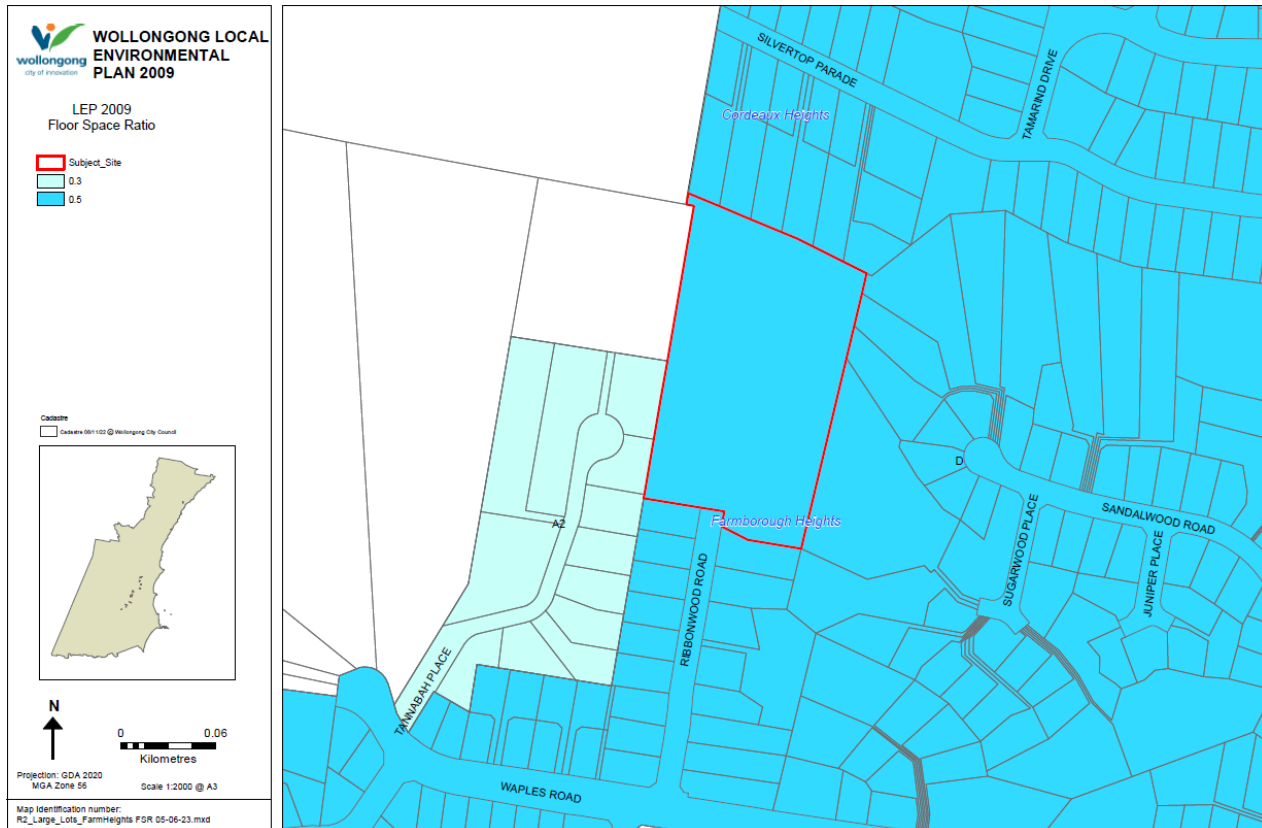 wollongong
city of innovation
WOLLONGONG LOCAL
ENVIRONMENTAL
PLAN 2009
LEP 2009
Floor Space Ratio
Subject_Site
0.3
0.5
Cadastre
Cadastre 08/11/22 © Wollongong City Council
N
0
0.06
Kilometres
Projection: GDA 2020
MGA Zone 56
Scale 1:2000 @ A3
Map Identification number:
R2_Large_Lots_FarmHeights FSR 05-06-23.mxd
SILVERTOP PARADE
TAMARIND DRIVE
Cordeaux Heights
D
SANDALWOOD ROAD
SUGARWOOD PLACE
JUNIPER PLACE
A2
Farmborough Heights
RIBBONWOOD ROAD
TANNABAH PLACE
WAPLES ROAD